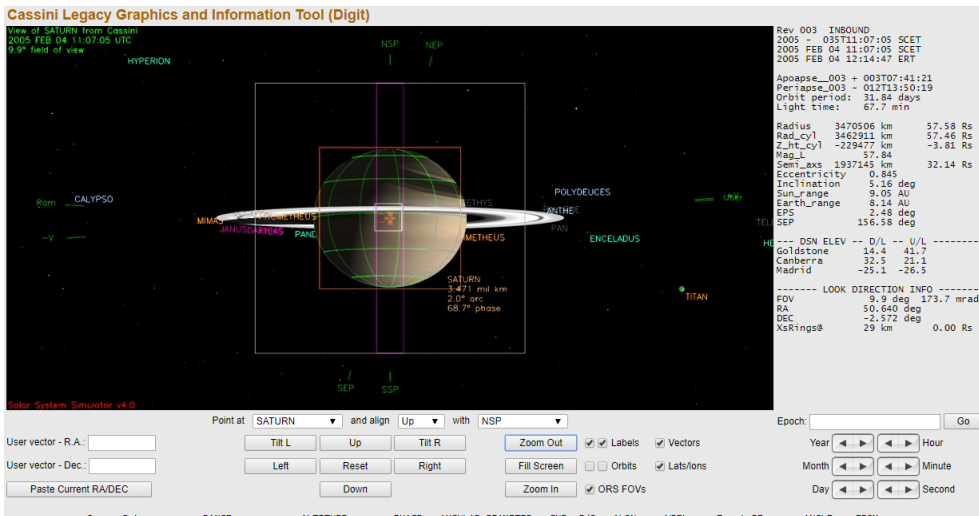 Cassini Legacy Graphics and Information Tool (Digit)
View of SATURN from Cassini
2005 FEB 04 11:07:05 UTC
9.9° field of view
HYPERION
NSP
NEP
Ram
CALYPSO
MIMAS
PROMETHEUS
JANUS
PAND
SATURN
3.471 mil km
2.0° arc
68.7° phase
POLYDEUCES
ANTHE
PAN
ENCELADUS
TITAN
SEP
SSP
Solar System Simulator v4.0
Rev 003 INBOUND
2005 - 035T11:07:05 SCET
2005 FEB 04 11:07:05 SCET
2005 FEB 04 12:14:47 ERT
Apoapse__003 + 003T07:41:21
Periapse_003 - 012T13:50:19
Orbit period: 31.84 days
Light time: 67.7 min
Radius 3470506 km 57.58 Rs
Rad_cyl 3462911 km 57.46 Rs
Z_ht_cyl -229477 km -3.81 Rs
Mag_L 57.84
Semi_axs 1937145 km 32.14 Rs
Eccentricity 0.845
Inclination 5.16 deg
Sun_range 9.05 AU
Earth_range 8.14 AU
EPS 2.48 deg
SEP 156.58 deg
--- DSN ELEV -- D/L -- U/L -------
Goldstone 14.4 41.7
Canberra 32.5 21.1
Madrid -25.1 -26.5
------- LOOK DIRECTION INFO -------
FOV 9.9 deg 173.7 mrad
RA 50.640 deg
DEC -2.572 deg
XsRings@ 29 km 0.00 Rs
Point at SATURN and align Up with NSP
Epoch: Go
User vector - R.A.:
Tilt L Up Tilt R Zoom Out Labels Vectors
Year Hour
User vector - Dec.:
Left Reset Right Fill Screen Orbits Lats/lons
Month Minute
Paste Current RA/DEC
Down Zoom In ORS FOVs
Day Second